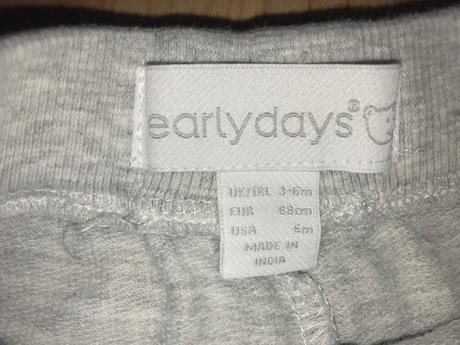 earlydays®
UK/IRL 3-6m
EUR 68cm
USA 6m
MADE IN
INDIA